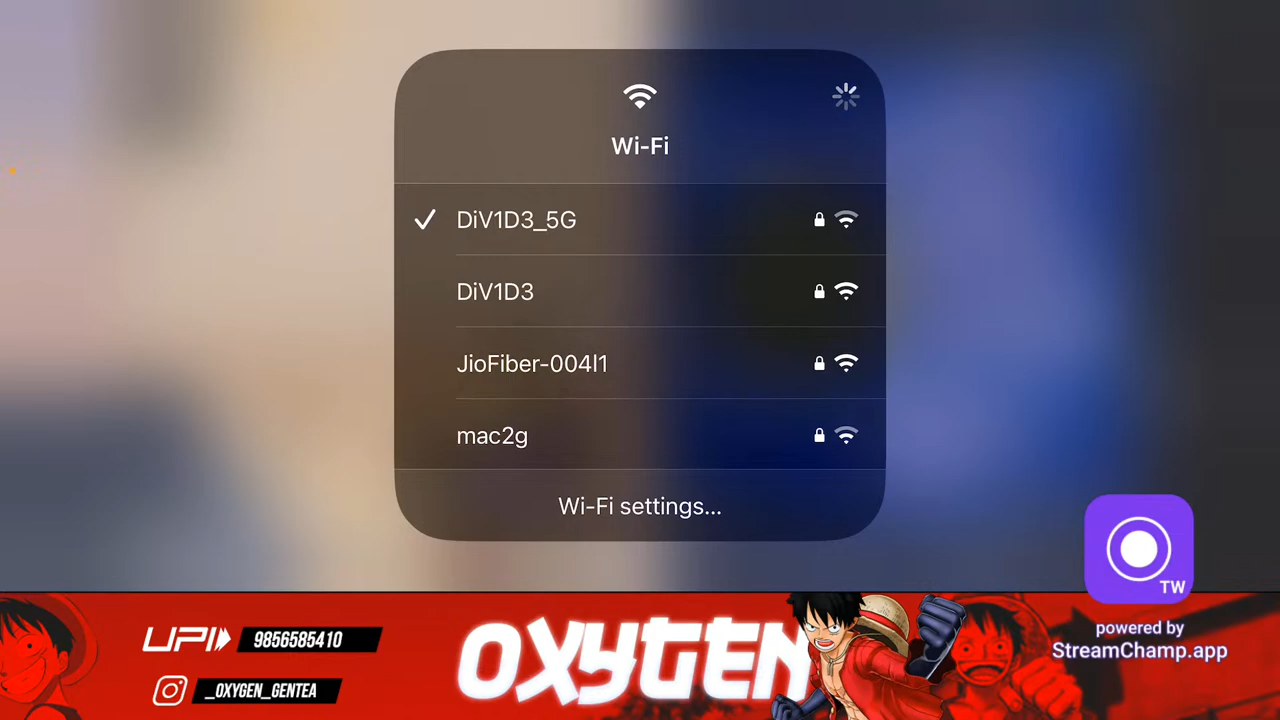 Wi-Fi
DiV1D3_5G
DiV1D3
JioFiber-004l1
mac2g
Wi-Fi settings...
TW
powered by
StreamChamp.app
UPI 9856585410
_OXYGEN_GENTEA
OXYGEN